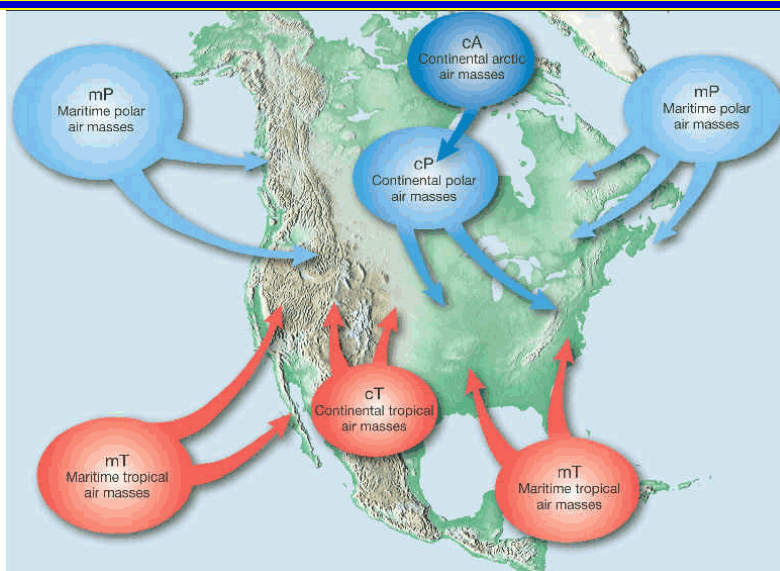 cA
Continental arctic
air masses
mP
Maritime polar
air masses
mP
Maritime polar
air masses
cP
Continental polar
air masses
cT
Continental tropical
air masses
mT
Maritime tropical
air masses
mT
Maritime tropical
air masses